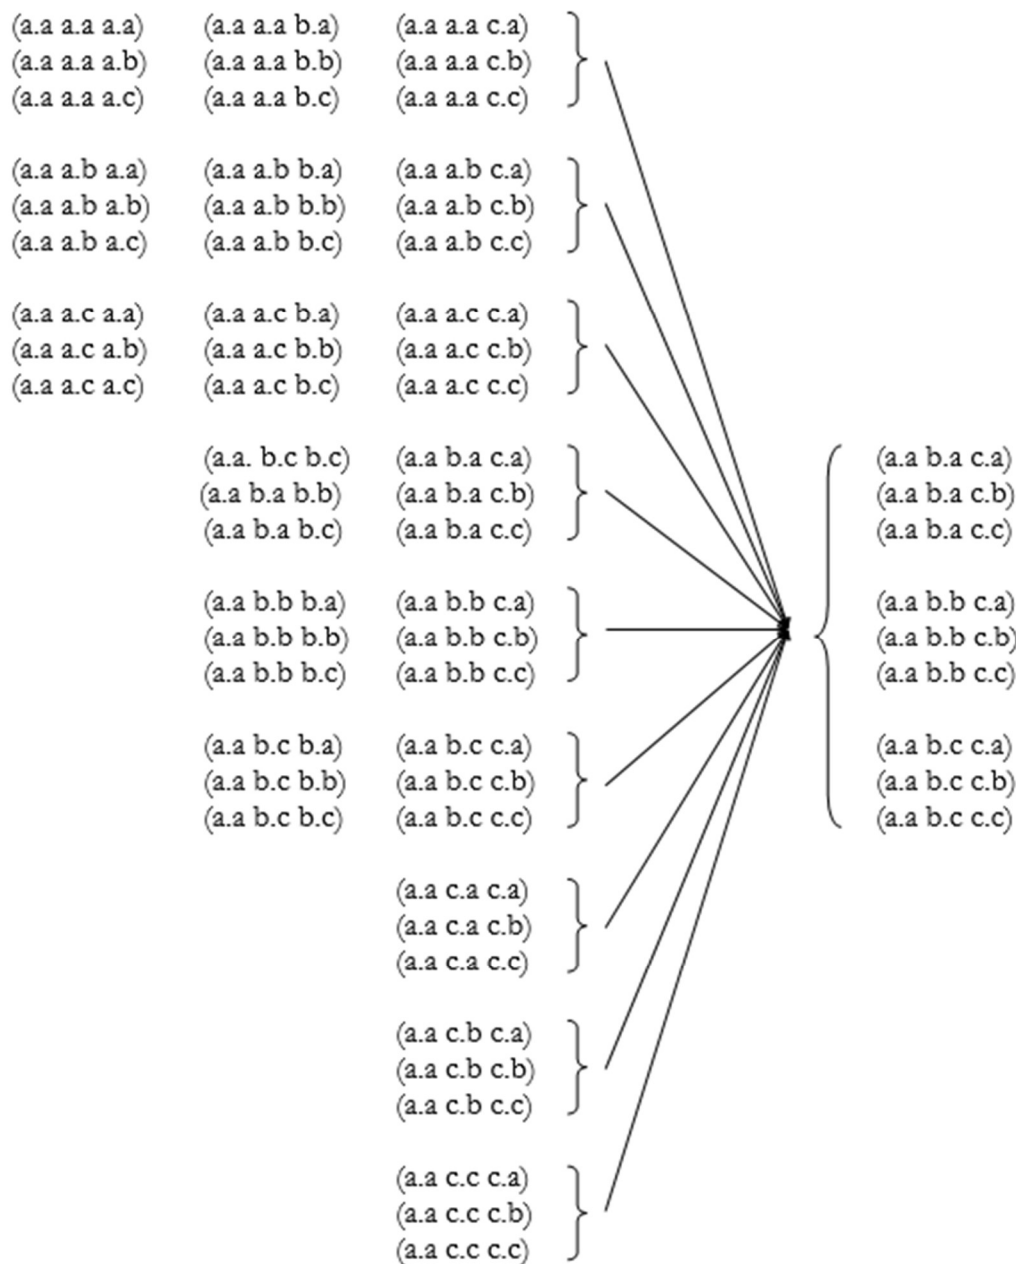 (a.a a.a a.a) (a.a a.a b.a) (a.a a.a c.a)
(a.a a.a a.b) (a.a a.a b.b) (a.a a.a c.b)
(a.a a.a a.c) (a.a a.a b.c) (a.a a.a c.c)
(a.a a.b a.a) (a.a a.b b.a) (a.a a.b c.a)
(a.a a.b a.b) (a.a a.b b.b) (a.a a.b c.b)
(a.a a.b a.c) (a.a a.b b.c) (a.a a.b c.c)
(a.a a.c a.a) (a.a a.c b.a) (a.a a.c c.a)
(a.a a.c a.b) (a.a a.c b.b) (a.a a.c c.b)
(a.a a.c a.c) (a.a a.c b.c) (a.a a.c c.c)
(a.a. b.c b.c) (a.a b.a c.a) (a.a b.a c.a)
(a.a b.a b.b) (a.a b.a c.b) (a.a b.a c.b)
(a.a b.a b.c) (a.a b.a c.c) (a.a b.a c.c)
(a.a b.b b.a) (a.a b.b c.a) (a.a b.b c.a)
(a.a b.b b.b) (a.a b.b c.b) (a.a b.b c.b)
(a.a b.b b.c) (a.a b.b c.c) (a.a b.b c.c)
(a.a b.c b.a) (a.a b.c c.a) (a.a b.c c.a)
(a.a b.c b.b) (a.a b.c c.b) (a.a b.c c.b)
(a.a b.c b.c) (a.a b.c c.c) (a.a b.c c.c)
(a.a c.a c.a)
(a.a c.a c.b)
(a.a c.a c.c)
(a.a c.b c.a)
(a.a c.b c.b)
(a.a c.b c.c)
(a.a c.c c.a)
(a.a c.c c.b)
(a.a c.c c.c)